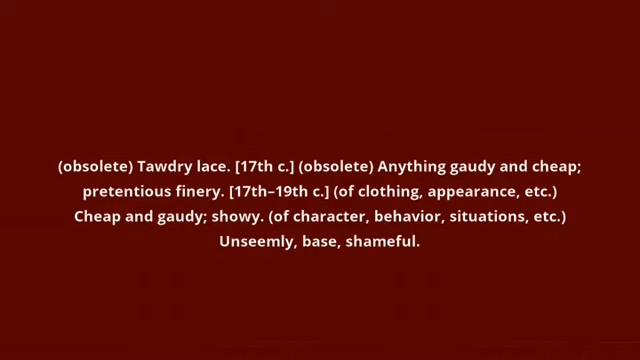 (obsolete) Tawdry lace. [17th c.] (obsolete) Anything gaudy and cheap;
pretentious finery. [17th–19th c.] (of clothing, appearance, etc.)
Cheap and gaudy; showy. (of character, behavior, situations, etc.)
Unseemly, base, shameful.